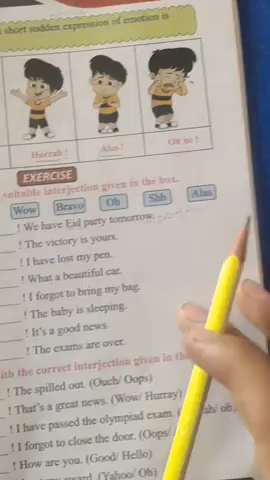 short sudden expression of emotion is
Hurrah !
Alas !
Oh no !
EXERCISE
suitable interjection given in the box.
Wow
Bravo
Oh
Shh
Alas
! We have Eid party tomorrow.
! The victory is yours.
! I have lost my pen.
! What a beautiful car.
! I forgot to bring my bag.
! The baby is sleeping.
! It's a good news.
! The exams are over.
ith the correct interjection given in the
! The spilled out. (Ouch/ Oops)
! That's a great news. (Wow/ Hurray)
! I have passed the olympiad exam. ah/ oh)
! I forgot to close the door. (Oops/
! How are you. (Good/ Hello)
award. (Yahoo/ Oh)